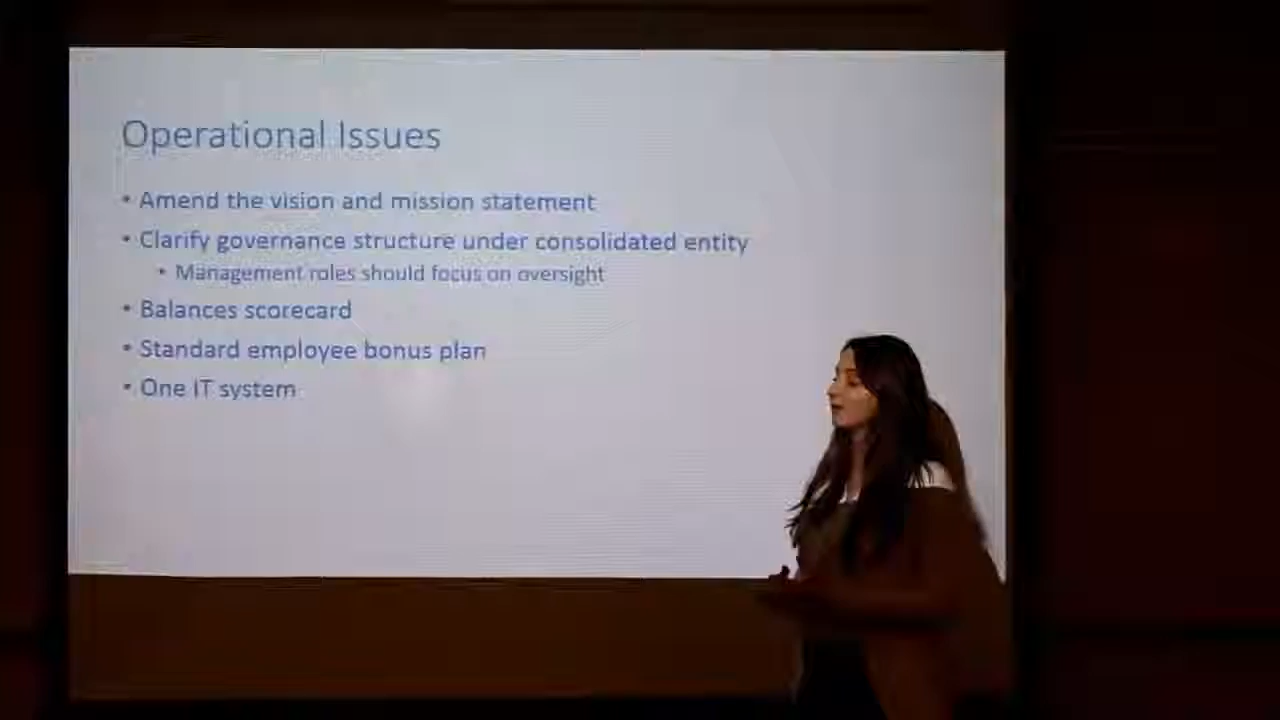 Operational Issues
• Amend the vision and mission statement
• Clarify governance structure under consolidated entity
• Management roles should focus on oversight
• Balances scorecard
• Standard employee bonus plan
• One IT system